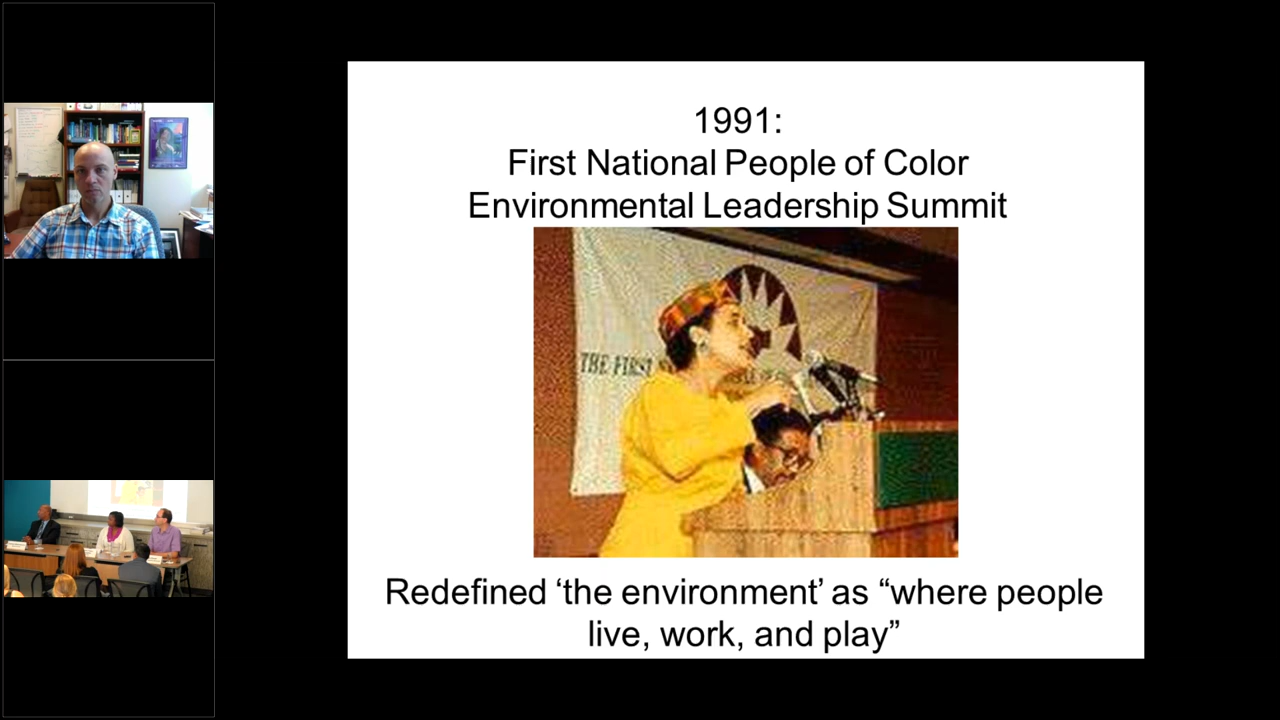 1991:
First National People of Color
Environmental Leadership Summit
THE FIRST
Redefined ‘the environment’ as “where people
live, work, and play”